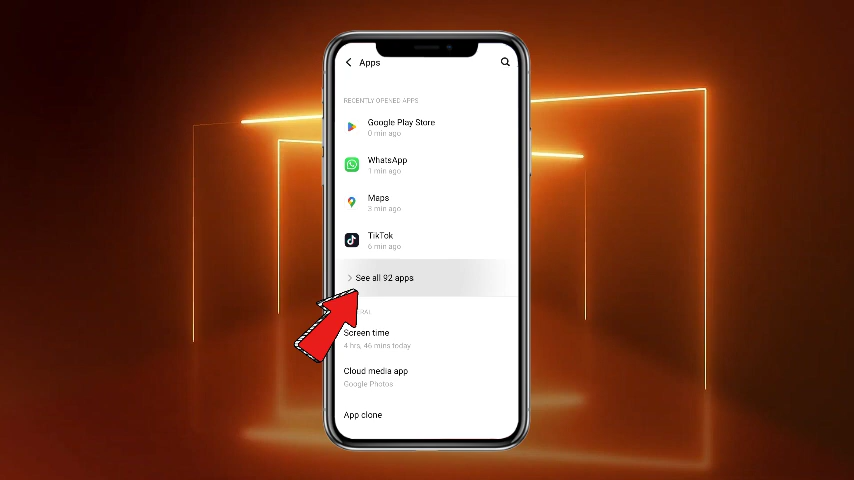 Apps
RECENTLY OPENED APPS
Google Play Store
0 min ago
WhatsApp
1 min ago
Maps
3 min ago
TikTok
6 min ago
See all 92 apps
Screen time
4 hrs, 46 mins today
Cloud media app
Google Photos
App clone